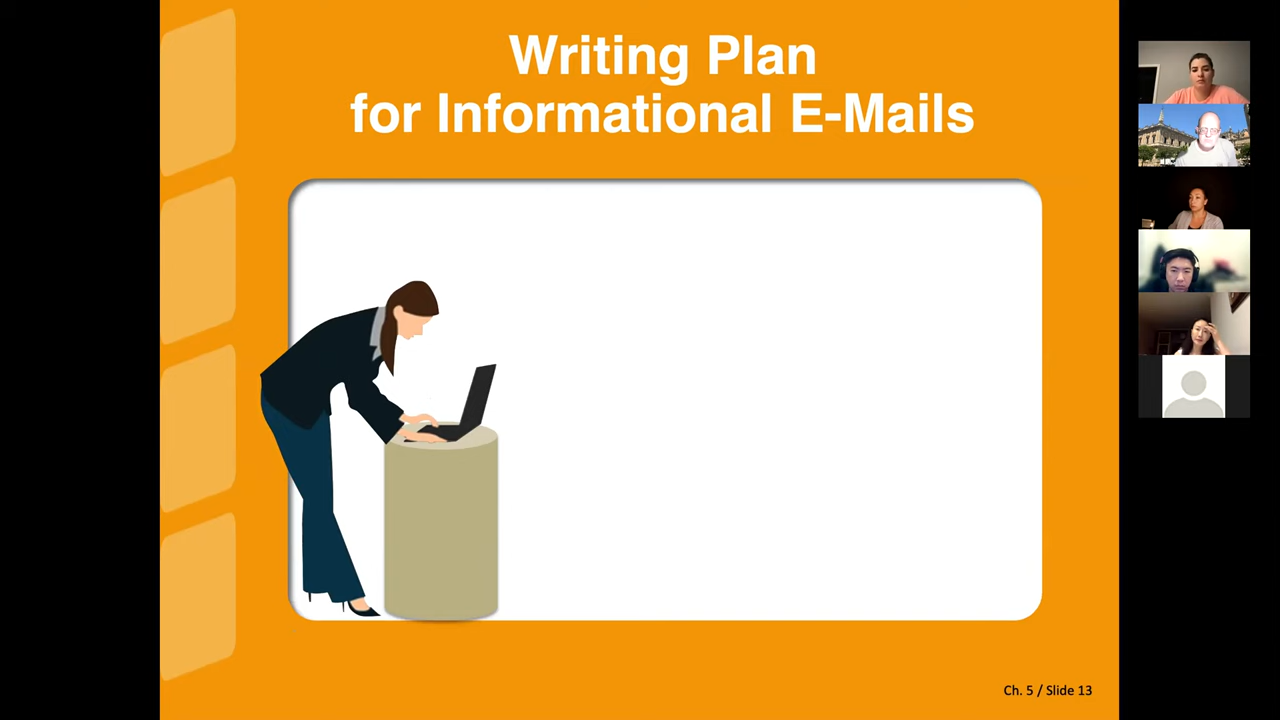 Writing Plan
for Informational E-Mails
Ch. 5 / Slide 13